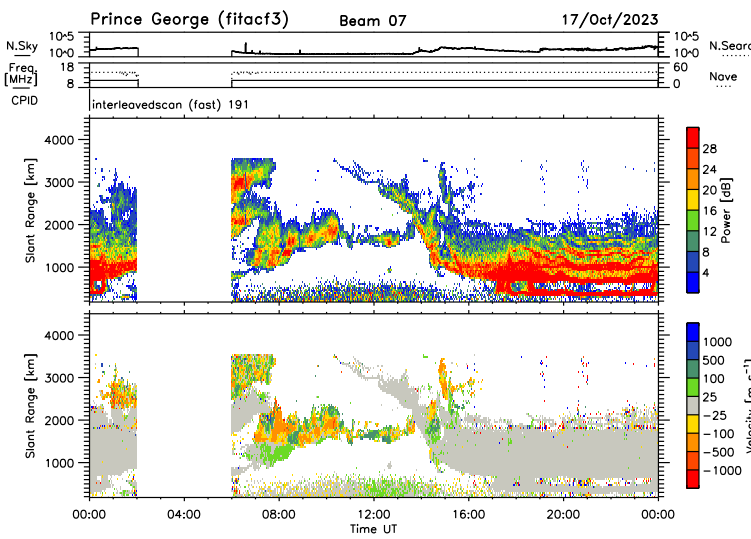 Prince George (fitacf3) Beam 07 17/Oct/2023
N.Sky 10^5 10^0 10^5 10^0 N.Searc
Freq [MHz] 18 8 60 0 Nave
CPID interleavedscan (fast) 191
Slant Range [km] 4000 3000 2000 1000
Power [dB] 28 24 20 16 12 8 4
Slant Range [km] 4000 3000 2000 1000
Velocity [m s^-1] 1000 500 100 25 -25 -100 -500 -1000
00:00 04:00 08:00 12:00 16:00 20:00 00:00
Time UT